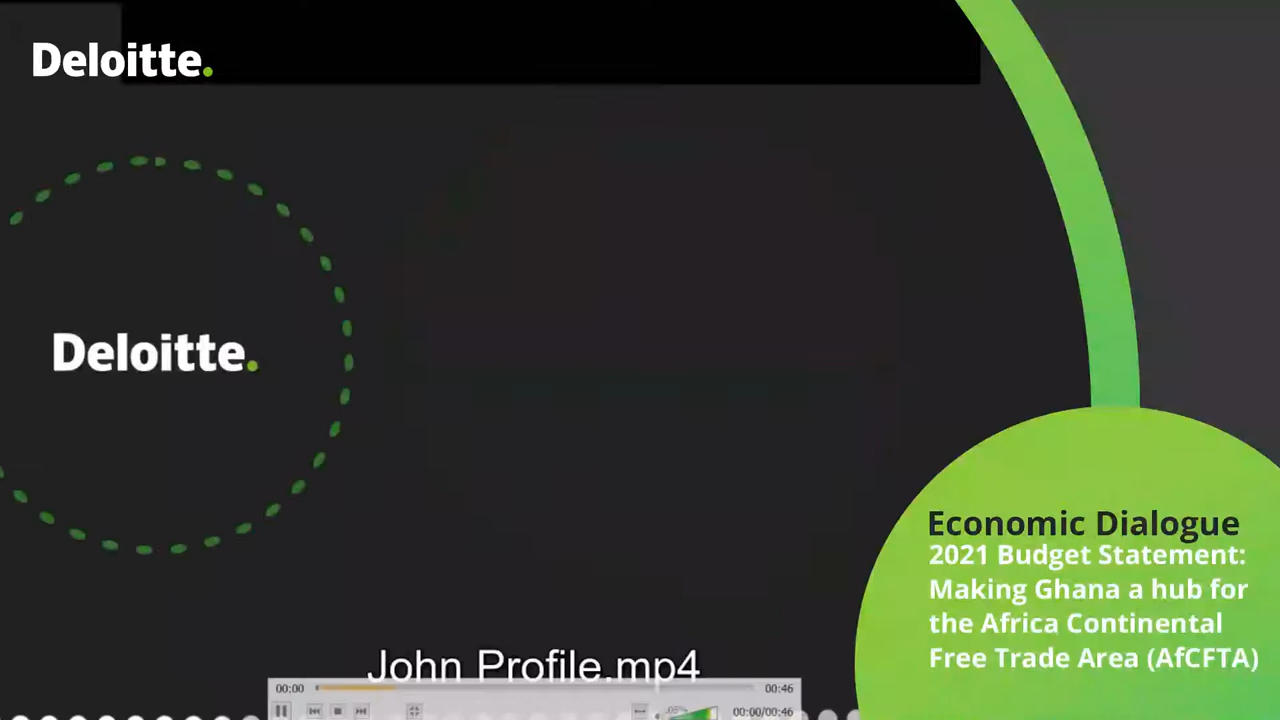 Deloitte.
Deloitte.
Economic Dialogue
2021 Budget Statement:
Making Ghana a hub for
the Africa Continental
Free Trade Area (AfCFTA)
John Profile.mp4
00:00
00:46
00:00/00:46